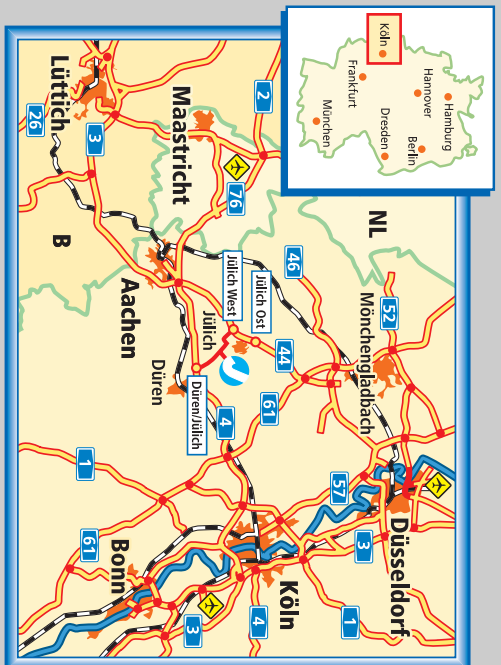 NL
B
Lüttich
Maastricht
Aachen
Mönchengladbach
Düsseldorf
Köln
Bonn
Düren
Jülich
Jülich West
Jülich Ost
Düren/Jülich
2
26
3
76
46
52
44
61
4
57
3
1
1
61
4
3
Köln
Hamburg
Hannover
Berlin
Frankfurt
Dresden
München